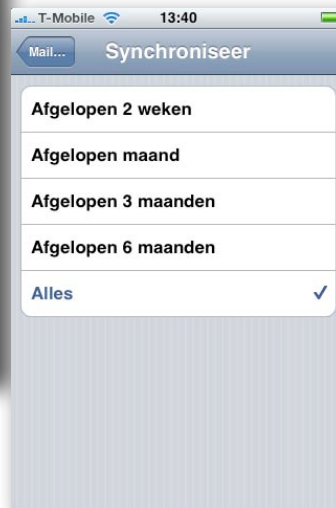 T-Mobile 13:40
Mail... Synchroniseer
Afgelopen 2 weken
Afgelopen maand
Afgelopen 3 maanden
Afgelopen 6 maanden
Alles